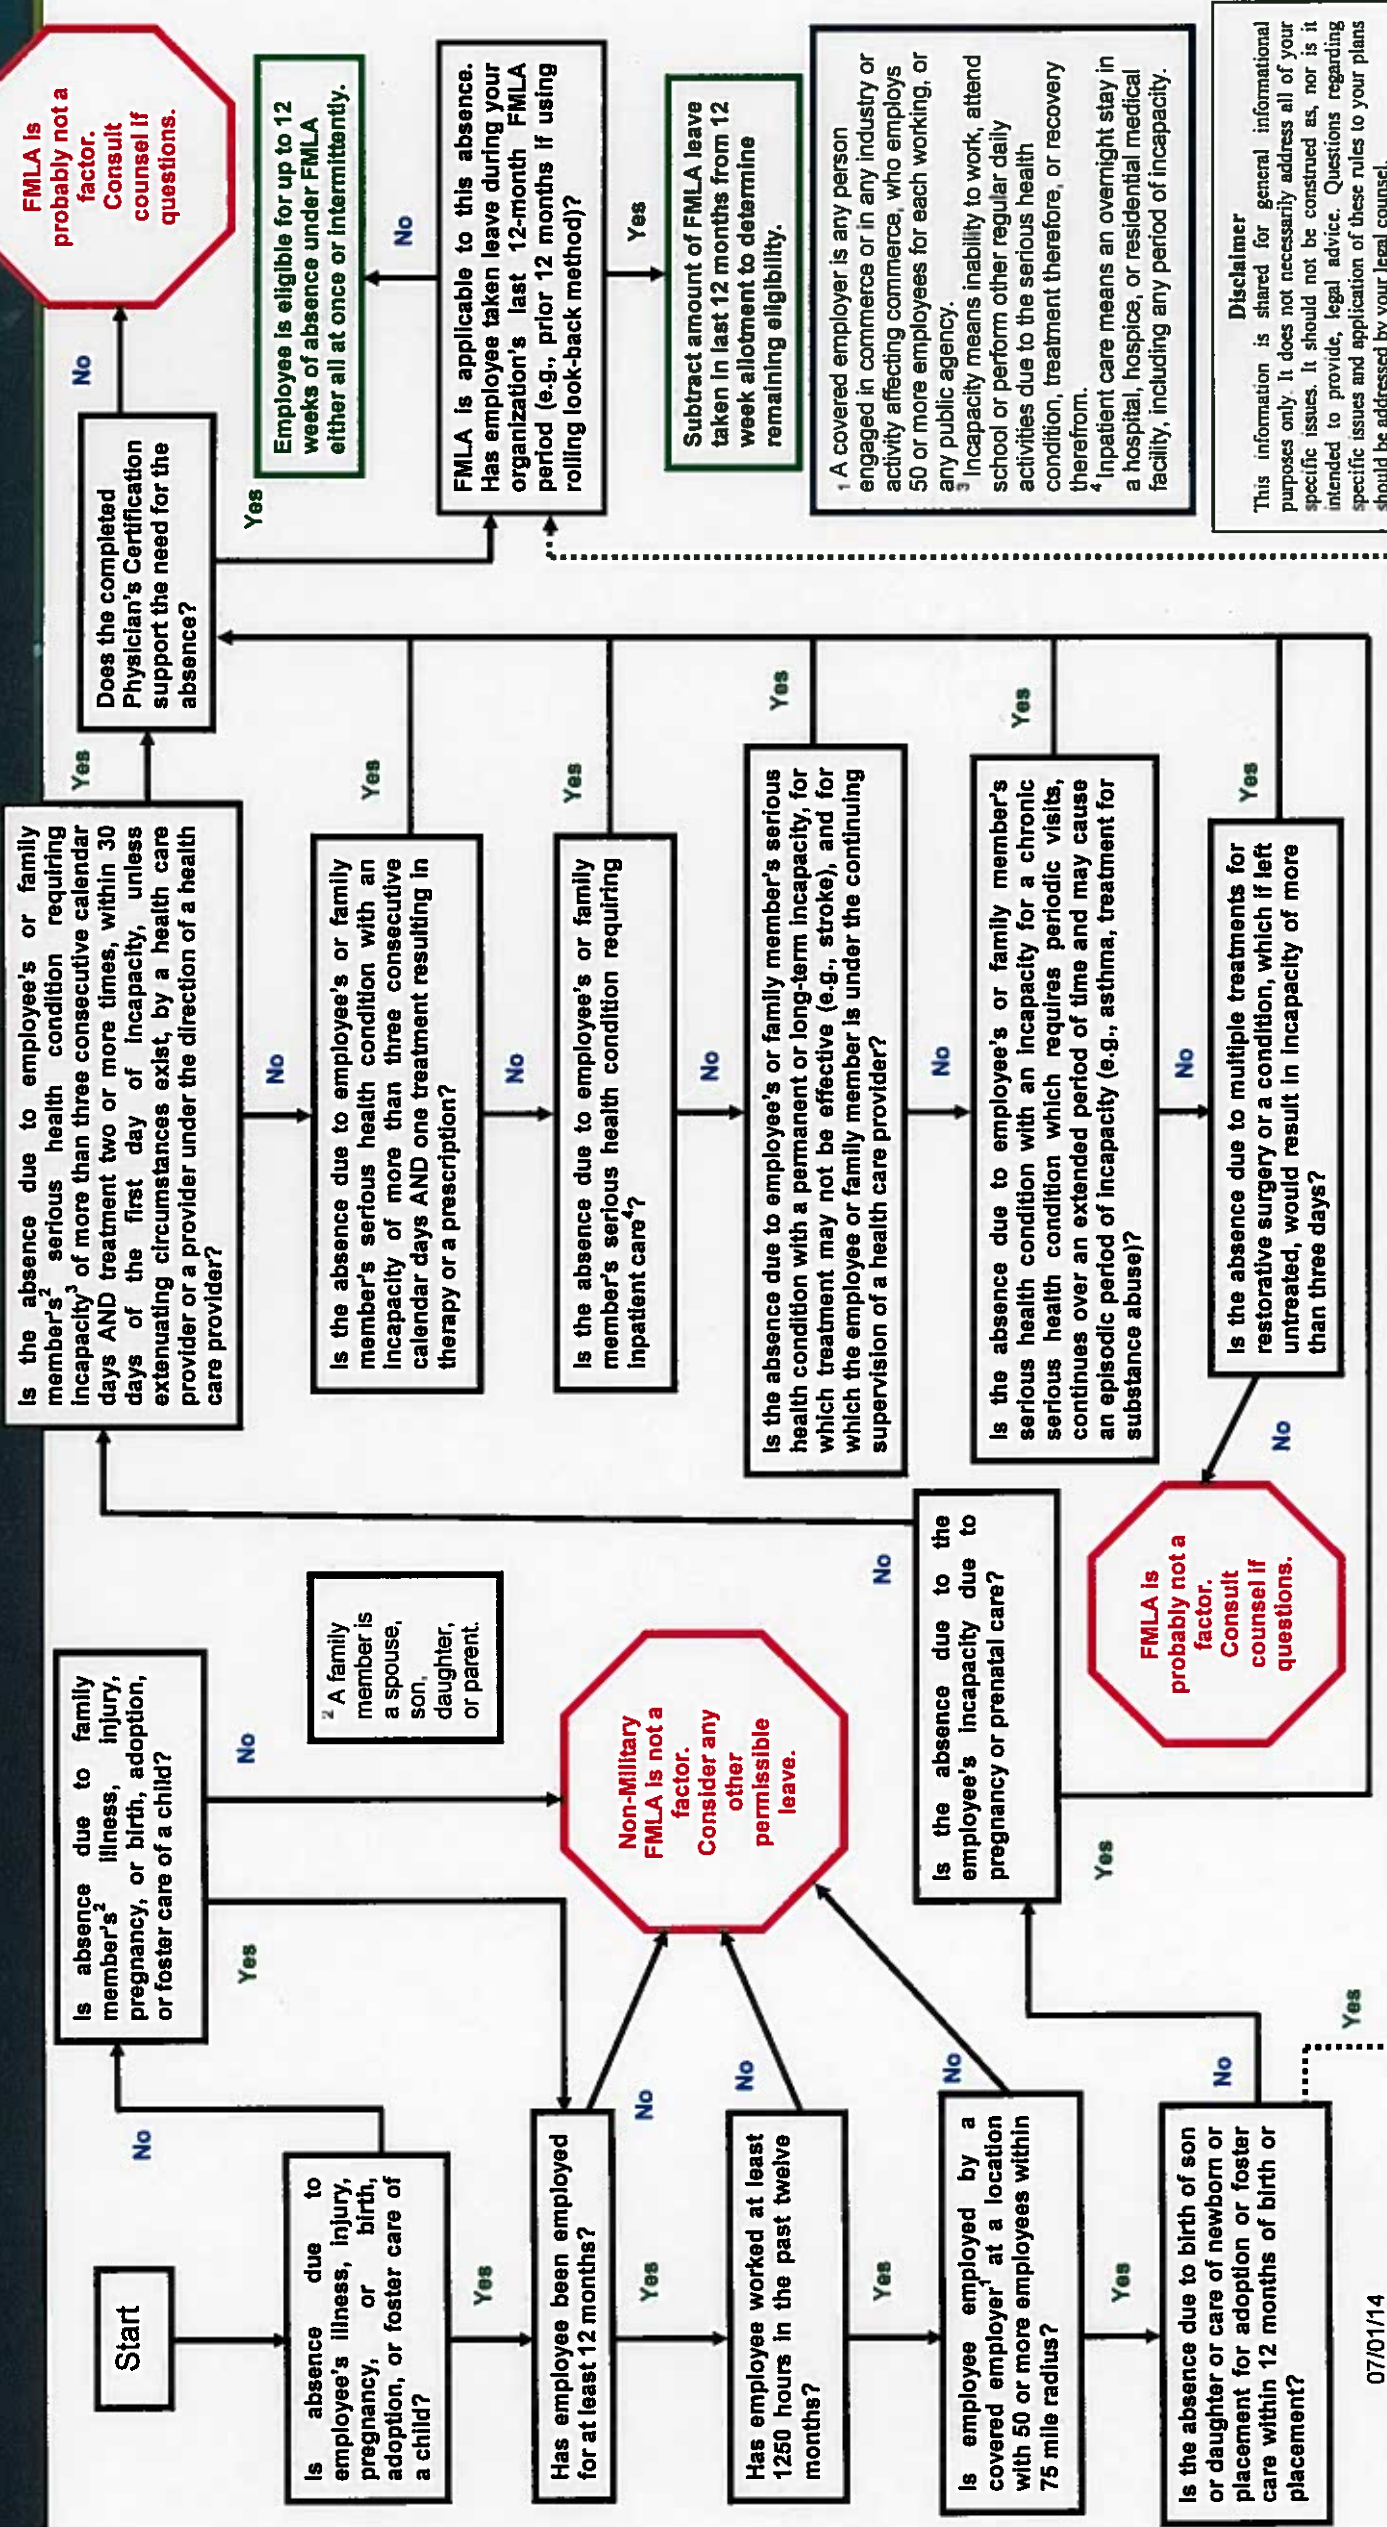 Start
Is absence due to
employee's illness, injury,
pregnancy, or birth,
adoption, or foster care of
a child?
No
Yes
Is absence due to family
member's² illness, injury,
pregnancy, or birth, adoption,
or foster care of a child?
Yes
No
² A family
member is
a spouse,
son,
daughter,
or parent.
Has employee been employed
for at least 12 months?
No
Yes
Has employee worked at least
1250 hours in the past twelve
months?
No
Yes
Is employee employed by a
covered employer¹ at a location
with 50 or more employees within
75 mile radius?
No
Yes
Non-Military
FMLA is not a
factor.
Consider any
other
permissible
leave.
Is the absence due to birth of son
or daughter or care of newborn or
placement for adoption or foster
care within 12 months of birth or
placement?
No
Yes
07/01/14
Is the absence due to the
employee's incapacity due to
pregnancy or prenatal care?
No
Yes
Is the absence due to employee's or family
member's² serious health condition requiring
incapacity³ of more than three consecutive calendar
days AND treatment two or more times, within 30
days of the first day of incapacity, unless
extenuating circumstances exist, by a health care
provider or a provider under the direction of a health
care provider?
Yes
No
Is the absence due to employee's or family
member's serious health condition with an
incapacity of more than three consecutive
calendar days AND one treatment resulting in
therapy or a prescription?
Yes
No
Is the absence due to employee's or family
member's serious health condition requiring
inpatient care⁴?
Yes
No
Is the absence due to employee's or family member's serious
health condition with a permanent or long-term incapacity, for
which treatment may not be effective (e.g., stroke), and for
which the employee or family member is under the continuing
supervision of a health care provider?
Yes
No
Is the absence due to employee's or family member's
serious health condition with an incapacity for a chronic
serious health condition which requires periodic visits,
continues over an extended period of time and may cause
an episodic period of incapacity (e.g., asthma, treatment for
substance abuse)?
Yes
No
Is the absence due to multiple treatments for
restorative surgery or a condition, which if left
untreated, would result in incapacity of more
than three days?
Yes
No
FMLA is
probably not a
factor.
Consult
counsel if
questions.
Does the completed
Physician's Certification
support the need for the
absence?
No
Yes
FMLA is
probably not a
factor.
Consult
counsel if
questions.
Employee is eligible for up to 12
weeks of absence under FMLA
either all at once or intermittently.
No
FMLA is applicable to this absence.
Has employee taken leave during your
organization's last 12-month FMLA
period (e.g., prior 12 months if using
rolling look-back method)?
Yes
Subtract amount of FMLA leave
taken in last 12 months from 12
week allotment to determine
remaining eligibility.
¹ A covered employer is any person
engaged in commerce or in any industry or
activity affecting commerce, who employs
50 or more employees for each working, or
any public agency.
³ Incapacity means inability to work, attend
school or perform other regular daily
activities due to the serious health
condition, treatment therefore, or recovery
therefrom.
⁴ Inpatient care means an overnight stay in
a hospital, hospice, or residential medical
facility, including any period of incapacity.
Disclaimer
This information is shared for general informational
purposes only. It does not necessarily address all of your
specific issues. It should not be construed as, nor is it
intended to provide, legal advice. Questions regarding
specific issues and application of these rules to your plans
should be addressed by your legal counsel.